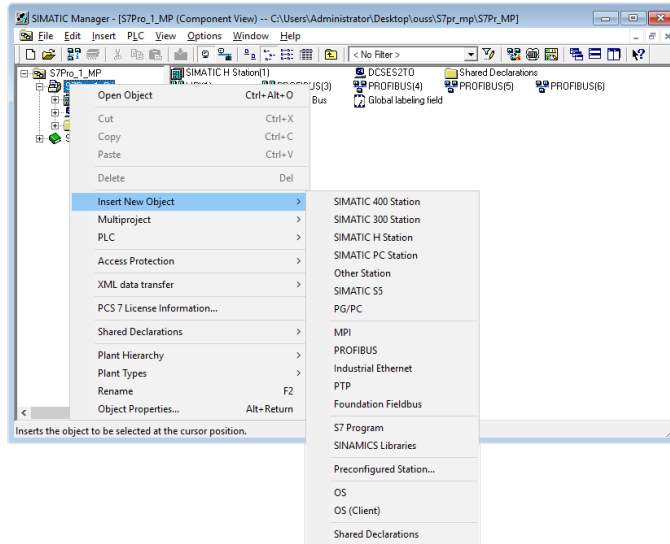 SIMATIC Manager - [S7Pro_1_MP (Component View) -- C:\Users\Administrator\Desktop\ouss\S7pr_mp\S7Pr_MP]
File Edit Insert PLC View Options Window Help
< No Filter >
S7Pro_1_MP
SIMATIC H Station(1)
DCSES2TO
Shared Declarations
PROFIBUS(4)
PROFIBUS(5)
PROFIBUS(6)
Bus
Global labeling field
Open Object Ctrl+Alt+O
Cut Ctrl+X
Copy Ctrl+C
Paste Ctrl+V
Delete Del
Insert New Object >
Multiproject >
PLC >
Access Protection >
XML data transfer >
PCS 7 License Information...
Shared Declarations >
Plant Hierarchy >
Plant Types >
Rename F2
Object Properties... Alt+Return
SIMATIC 400 Station
SIMATIC 300 Station
SIMATIC H Station
SIMATIC PC Station
Other Station
SIMATIC S5
PG/PC
MPI
PROFIBUS
Industrial Ethernet
PTP
Foundation Fieldbus
S7 Program
SINAMICS Libraries
Preconfigured Station...
OS
OS (Client)
Shared Declarations
Inserts the object to be selected at the cursor position.